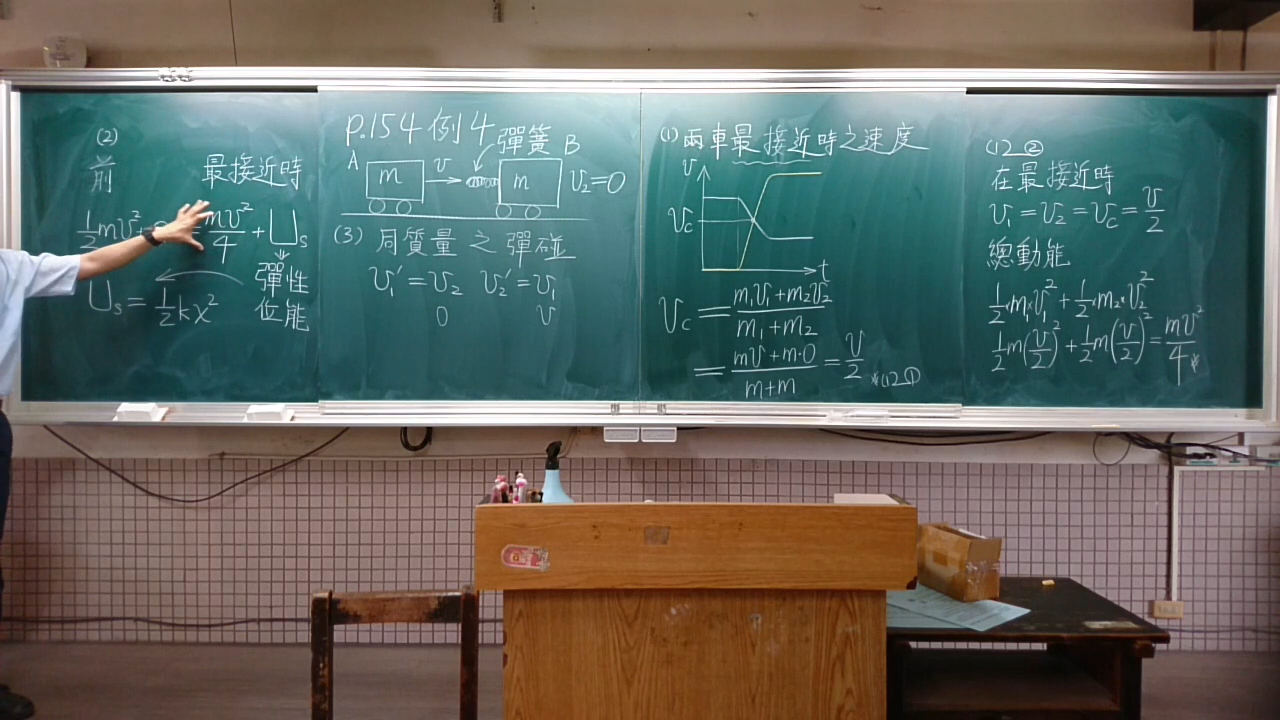 (2)
前 最接近時
½mv²+ = mv²/4 + Us
彈性
位能
Us = ½kx²
P.154 例4
彈簧
A m v m B v₂=0
(3) 同質量之彈碰
v₁'=v₂ v₂'=v₁
0 v
(1) 兩車最接近時之速度
v
vc
t
vc = (m₁v₁+m₂v₂)/(m₁+m₂)
= (mv+m·0)/(m+m) = v/2 *(1)2①
(1)2②
在最接近時
v₁=v₂=vc=v/2
總動能
½m₁v₁²+½m₂v₂²
½m(v/2)²+½m(v/2)²=mv²/4*